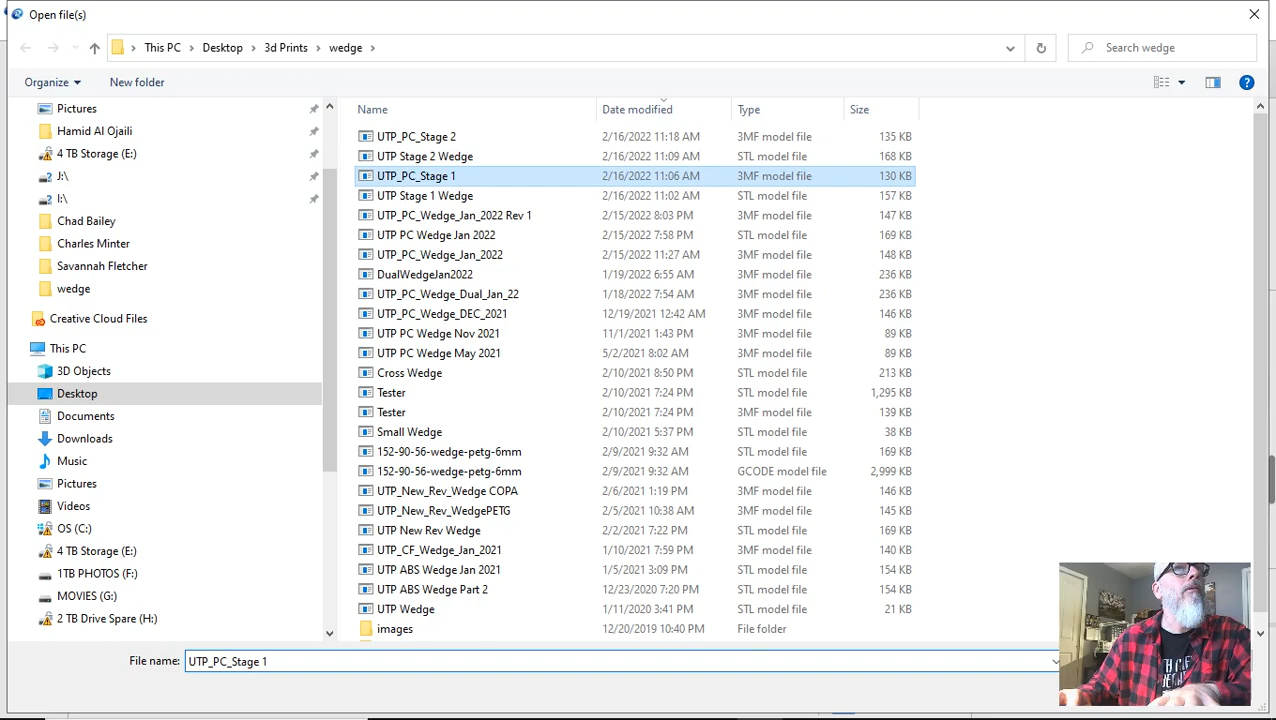 Open file(s)
This PC > Desktop > 3d Prints > wedge >
Search wedge
Organize New folder
Name Date modified Type Size
Pictures
Hamid Al Ojaili
4 TB Storage (E:)
J:\
I:\
Chad Bailey
Charles Minter
Savannah Fletcher
wedge
Creative Cloud Files
This PC
3D Objects
Desktop
Documents
Downloads
Music
Pictures
Videos
OS (C:)
4 TB Storage (E:)
1TB PHOTOS (F:)
MOVIES (G:)
2 TB Drive Spare (H:)
UTP_PC_Stage 2 2/16/2022 11:18 AM 3MF model file 135 KB
UTP Stage 2 Wedge 2/16/2022 11:09 AM STL model file 168 KB
UTP_PC_Stage 1 2/16/2022 11:06 AM 3MF model file 130 KB
UTP Stage 1 Wedge 2/16/2022 11:02 AM STL model file 157 KB
UTP_PC_Wedge_Jan_2022 Rev 1 2/15/2022 8:03 PM 3MF model file 147 KB
UTP PC Wedge Jan 2022 2/15/2022 7:58 PM STL model file 169 KB
UTP_PC_Wedge_Jan_2022 2/15/2022 11:27 AM 3MF model file 148 KB
DualWedgeJan2022 1/19/2022 6:55 AM 3MF model file 236 KB
UTP_PC_Wedge_Dual_Jan_22 1/18/2022 7:54 AM 3MF model file 236 KB
UTP_PC_Wedge_DEC_2021 12/19/2021 12:42 AM 3MF model file 146 KB
UTP PC Wedge Nov 2021 11/1/2021 1:43 PM STL model file 89 KB
UTP PC Wedge May 2021 5/2/2021 8:02 AM STL model file 89 KB
Cross Wedge 2/10/2021 8:50 PM STL model file 213 KB
Tester 2/10/2021 7:24 PM STL model file 1,295 KB
Tester 2/10/2021 7:24 PM 3MF model file 139 KB
Small Wedge 2/10/2021 5:37 PM STL model file 38 KB
152-90-56-wedge-petg-6mm 2/9/2021 9:32 AM STL model file 169 KB
152-90-56-wedge-petg-6mm 2/9/2021 9:32 AM GCODE model file 2,999 KB
UTP_New_Rev_Wedge COPA 2/6/2021 1:19 PM 3MF model file 146 KB
UTP_New_Rev_WedgePETG 2/5/2021 10:38 AM 3MF model file 145 KB
UTP New Rev Wedge 2/2/2021 7:22 PM STL model file 169 KB
UTP_CF_Wedge_Jan_2021 1/10/2021 7:59 PM 3MF model file 140 KB
UTP ABS Wedge Jan 2021 1/5/2021 3:09 PM STL model file 154 KB
UTP ABS Wedge Part 2 12/23/2020 7:20 PM STL model file 154 KB
UTP Wedge 1/11/2020 3:41 PM STL model file 21 KB
images 12/20/2019 10:40 PM File folder
File name: UTP_PC_Stage 1